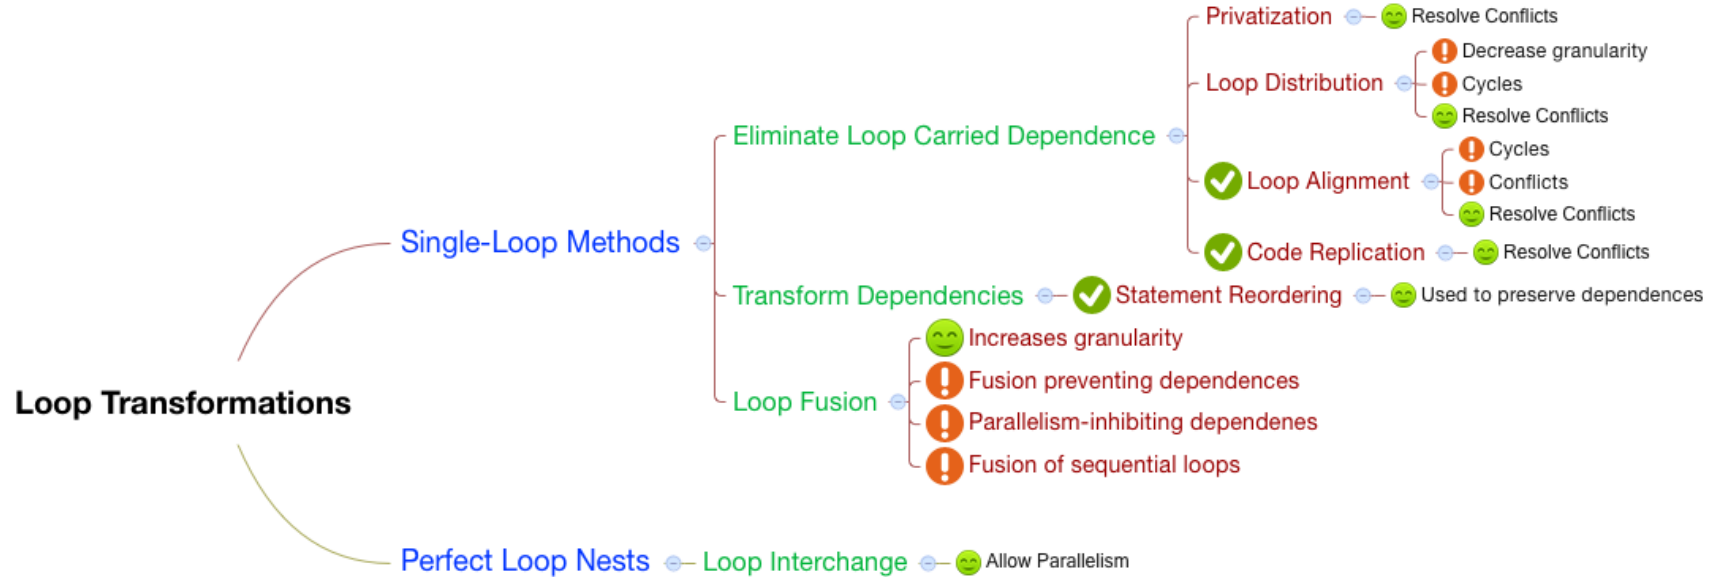 Loop Transformations
Single-Loop Methods
Eliminate Loop Carried Dependence
Privatization
Resolve Conflicts
Loop Distribution
Decrease granularity
Cycles
Resolve Conflicts
Loop Alignment
Cycles
Conflicts
Resolve Conflicts
Code Replication
Resolve Conflicts
Transform Dependencies
Statement Reordering
Used to preserve dependences
Loop Fusion
Increases granularity
Fusion preventing dependences
Parallelism-inhibiting dependenes
Fusion of sequential loops
Perfect Loop Nests
Loop Interchange
Allow Parallelism